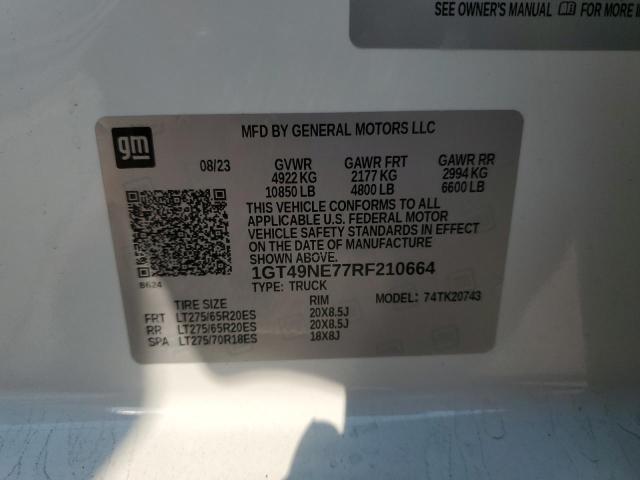 SEE OWNER'S MANUAL FOR MORE
MFD BY GENERAL MOTORS LLC
gm
08/23 GVWR GAWR FRT GAWR RR
4922 KG 2177 KG 2994 KG
10850 LB 4800 LB 6600 LB
THIS VEHICLE CONFORMS TO ALL
APPLICABLE U.S. FEDERAL MOTOR
VEHICLE SAFETY STANDARDS IN EFFECT
ON THE DATE OF MANUFACTURE
SHOWN ABOVE.
1GT49NE77RF210664
8624 TYPE: TRUCK MODEL: 74TK20743
TIRE SIZE RIM
FRT LT275/65R20ES 20X8.5J
RR LT275/65R20ES 20X8.5J
SPA LT275/70R18ES 18X8J